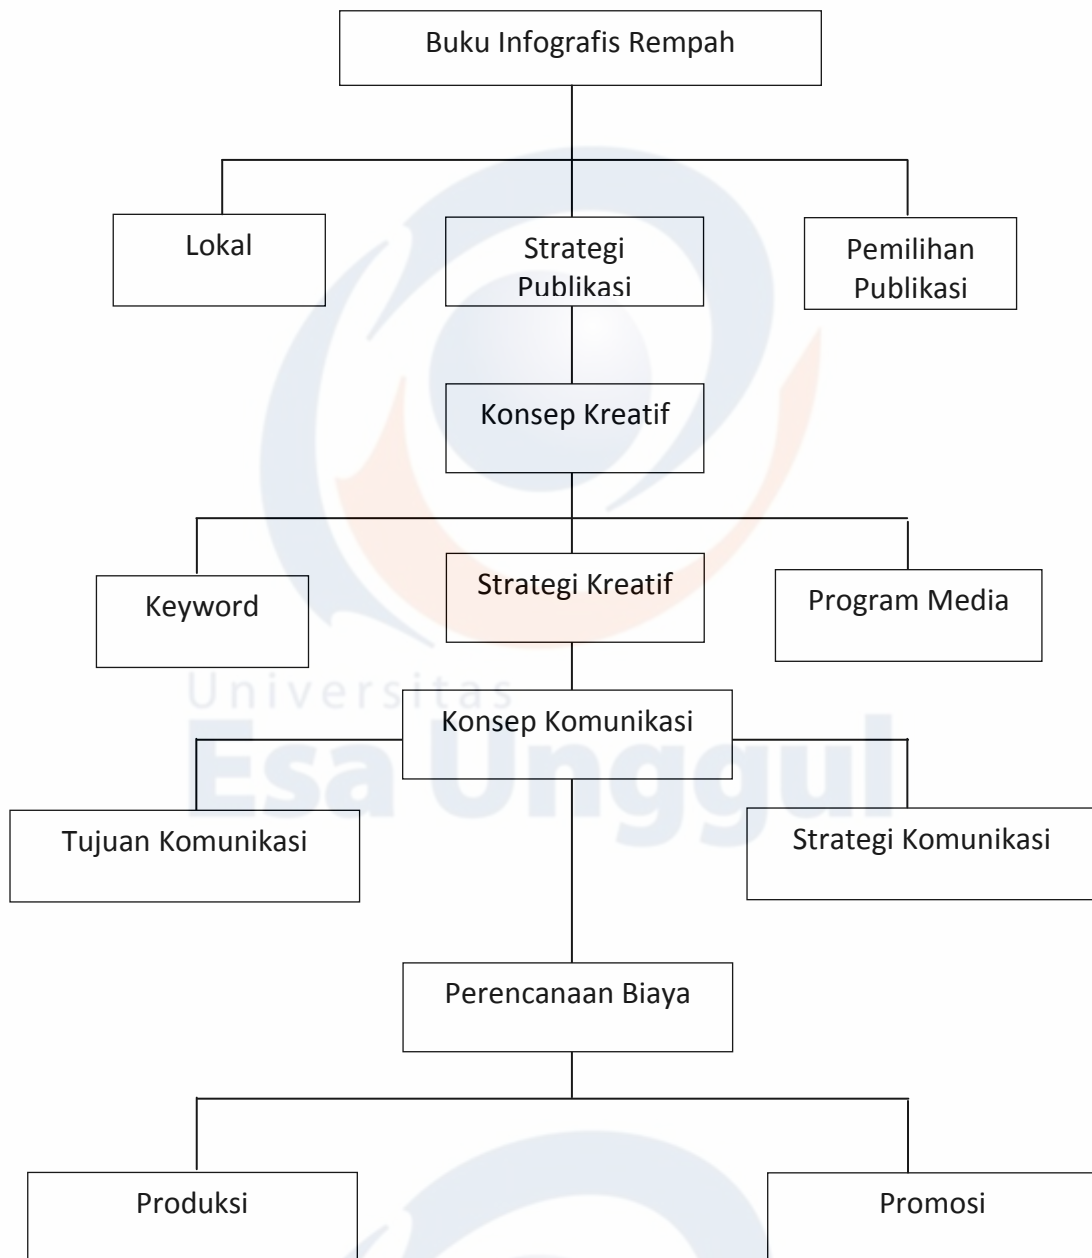 Buku Infografis Rempah
Lokal
Strategi
Publikasi
Pemilihan
Publikasi
Konsep Kreatif
Keyword
Strategi Kreatif
Program Media
Universitas
Esa Unggul
Konsep Komunikasi
Tujuan Komunikasi
Strategi Komunikasi
Perencanaan Biaya
Produksi
Promosi